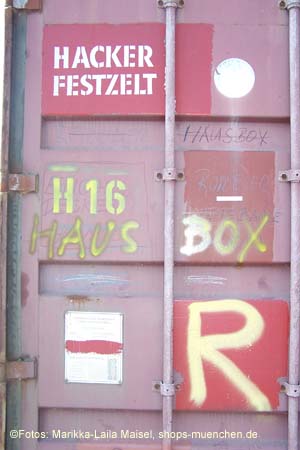 HACKER
FESTZELT
HAUSBOX
H16
HAUS BOX
R
©Fotos: Marikka-Laila Maisel, shops-muenchen.de